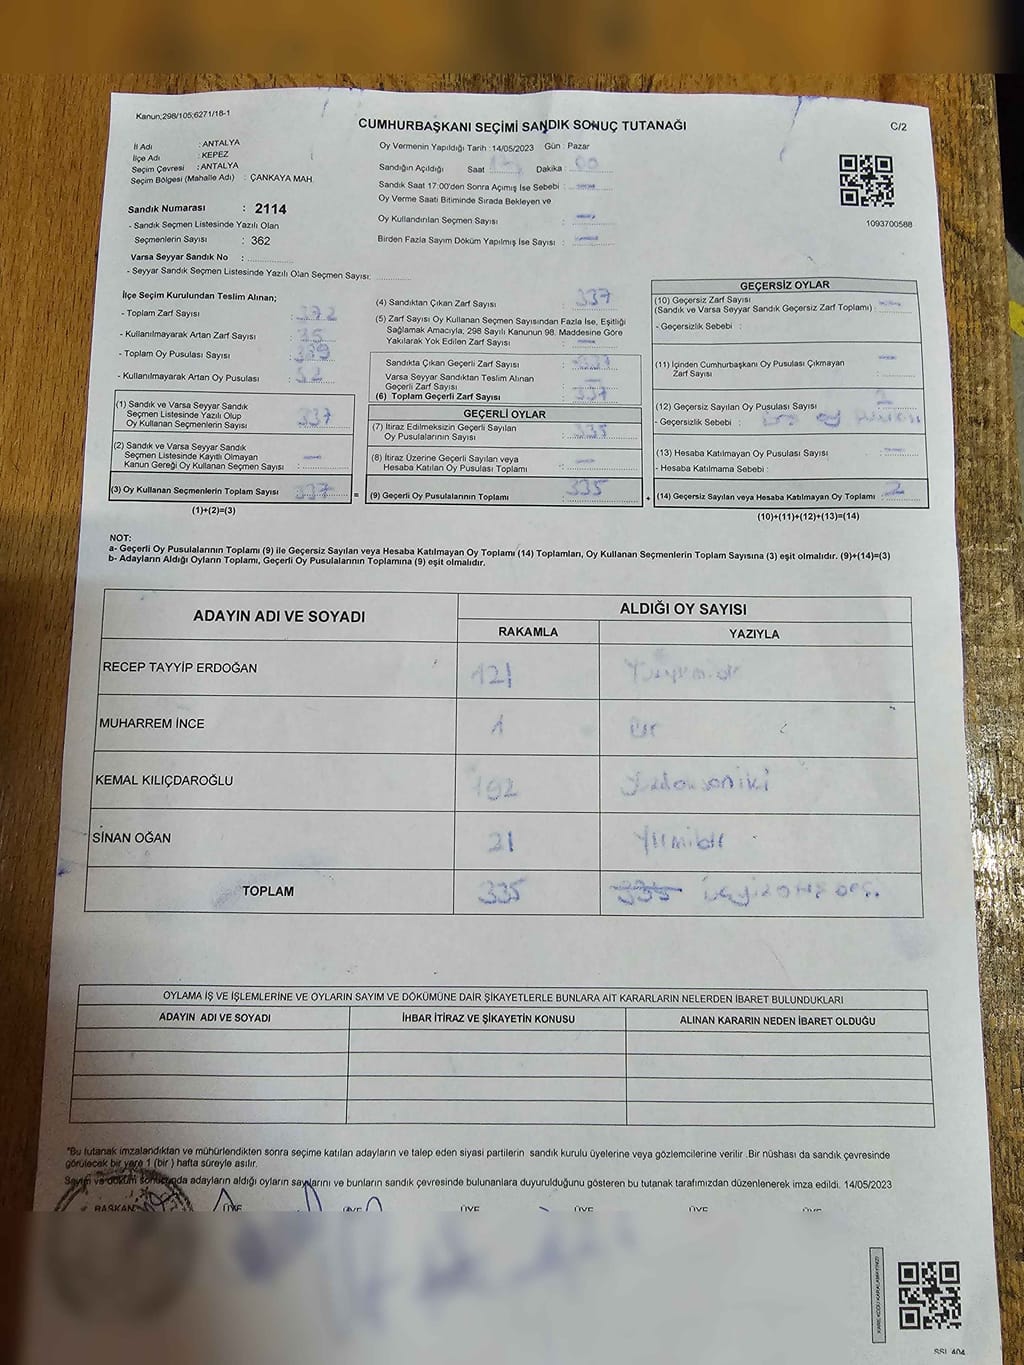 Kanun;298/105;6271/18-1
CUMHURBAŞKANI SEÇİMİ SANDIK SONUÇ TUTANAĞI
C/2
İl Adı : ANTALYA
İlçe Adı : KEPEZ
Seçim Çevresi : ANTALYA
Seçim Bölgesi (Mahalle Adı) : ÇANKAYA MAH.
Sandık Numarası : 2114
- Sandık Seçmen Listesinde Yazılı Olan
Seçmenlerin Sayısı : 362
Varsa Seyyar Sandık No :
- Seyyar Sandık Seçmen Listesinde Yazılı Olan Seçmen Sayısı:
Oy Vermenin Yapıldığı Tarih : 14/05/2023 Gün : Pazar
Sandığın Açıldığı Saat Dakika : 00
Sandık Saat 17:00'den Sonra Açımış İse Sebebi : —
Oy Verme Saati Bitiminde Sırada Bekleyen ve
Oy Kullandırılan Seçmen Sayısı : —
Birden Fazla Sayım Döküm Yapılmış İse Sayısı : —
1093700588
İlçe Seçim Kurulundan Teslim Alınan;
- Toplam Zarf Sayısı : 372
- Kullanılmayarak Artan Zarf Sayısı : 35
- Toplam Oy Pusulası Sayısı : 389
- Kullanılmayarak Artan Oy Pusulası : 52
(1) Sandık ve Varsa Seyyar Sandık
Seçmen Listesinde Yazılı Olup
Oy Kullanan Seçmenlerin Sayısı : 337
(2) Sandık ve Varsa Seyyar Sandık
Seçmen Listesinde Kayıtlı Olmayan
Kanun Gereği Oy Kullanan Seçmen Sayısı : —
(3) Oy Kullanan Seçmenlerin Toplam Sayısı : 337 =
(1)+(2)=(3)
(4) Sandıktan Çıkan Zarf Sayısı : 337
(5) Zarf Sayısı Oy Kullanan Seçmen Sayısından Fazla İse, Eşitliği
Sağlamak Amacıyla, 298 Sayılı Kanunun 98. Maddesine Göre
Yakılarak Yok Edilen Zarf Sayısı : —
Sandıkta Çıkan Geçerli Zarf Sayısı : 337
Varsa Seyyar Sandıktan Teslim Alınan
Geçerli Zarf Sayısı : —
(6) Toplam Geçerli Zarf Sayısı : 337
GEÇERLİ OYLAR
(7) İtiraz Edilmeksizin Geçerli Sayılan
Oy Pusulalarının Sayısı : 335
(8) İtiraz Üzerine Geçerli Sayılan veya
Hesaba Katılan Oy Pusulası Toplamı : —
(9) Geçerli Oy Pusulalarının Toplamı : 335 +
GEÇERSİZ OYLAR
(10) Geçersiz Zarf Sayısı
(Sandık ve Varsa Seyyar Sandık Geçersiz Zarf Toplamı) : —
- Geçersizlik Sebebi :
(11) İçinden Cumhurbaşkanı Oy Pusulası Çıkmayan
Zarf Sayısı : —
(12) Geçersiz Sayılan Oy Pusulası Sayısı : 2
- Geçersizlik Sebebi : oy
(13) Hesaba Katılmayan Oy Pusulası Sayısı : —
- Hesaba Katılmama Sebebi :
(14) Geçersiz Sayılan veya Hesaba Katılmayan Oy Toplamı : 2
(10)+(11)+(12)+(13)=(14)
NOT:
a- Geçerli Oy Pusulalarının Toplamı (9) ile Geçersiz Sayılan veya Hesaba Katılmayan Oy Toplamı (14) Toplamları, Oy Kullanan Seçmenlerin Toplam Sayısına (3) eşit olmalıdır. (9)+(14)=(3)
b- Adayların Aldığı Oyların Toplamı, Geçerli Oy Pusulalarının Toplamına (9) eşit olmalıdır.
ADAYIN ADI VE SOYADI
ALDIĞI OY SAYISI
RAKAMLA YAZIYLA
RECEP TAYYİP ERDOĞAN 121
MUHARREM İNCE 1 Bir
KEMAL KILIÇDAROĞLU 192
SİNAN OĞAN 21 Yirmibir
TOPLAM 335 335
OYLAMA İŞ VE İŞLEMLERİNE VE OYLARIN SAYIM VE DÖKÜMÜNE DAİR ŞİKAYETLERLE BUNLARA AİT KARARLARIN NELERDEN İBARET BULUNDUKLARI
ADAYIN ADI VE SOYADI İHBAR İTİRAZ VE ŞİKAYETİN KONUSU ALINAN KARARIN NEDEN İBARET OLDUĞU
"Bu tutanak imzalandıktan ve mühürlendikten sonra seçime katılan adayların ve talep eden siyasi partilerin sandık kurulu üyelerine veya gözlemcilerine verilir .Bir nüshası da sandık çevresinde
görülecek bir yere 1 (bir ) hafta süreyle asılır.
Sayım ve döküm sonucunda adayların aldığı oyların sayılarını ve bunların sandık çevresinde bulunanlara duyurulduğunu gösteren bu tutanak tarafımızdan düzenlenerek imza edildi. 14/05/2023
BAŞKAN ÜYE ÜYE ÜYE ÜYE ÜYE ÜYE